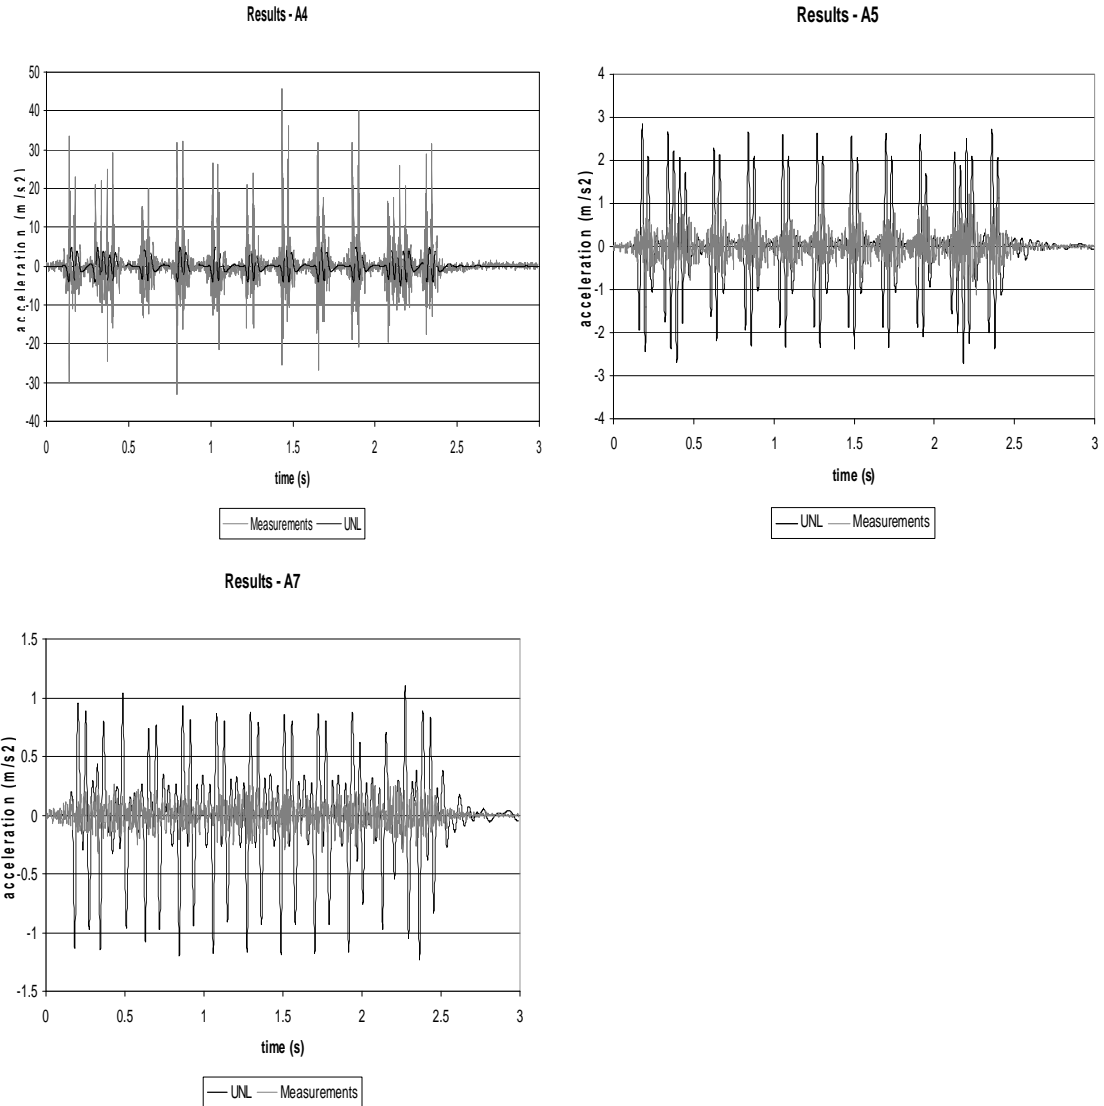 Results - A4
50
40
30
20
10
0
-10
-20
-30
-40
acceleration (m/s2)
0 0.5 1 1.5 2 2.5 3
time (s)
Measurements UNL
Results - A5
4
3
2
1
0
-1
-2
-3
-4
acceleration (m/s2)
0 0.5 1 1.5 2 2.5 3
time (s)
UNL Measurements
Results - A7
1.5
1
0.5
0
-0.5
-1
-1.5
acceleration (m/s2)
0 0.5 1 1.5 2 2.5 3
time (s)
UNL Measurements